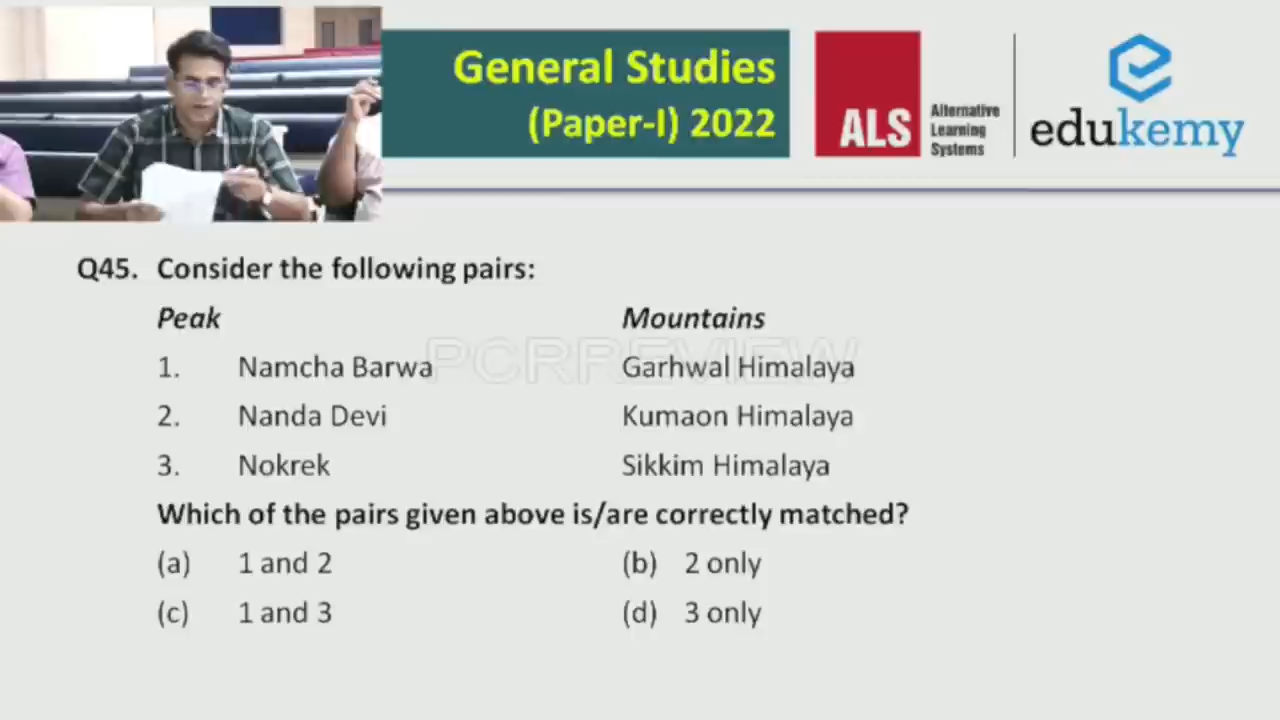 General Studies
(Paper-I) 2022
ALS
Alternative
Learning
Systems
edukemy
Q45. Consider the following pairs:
Peak Mountains
PCRREVIEW
1. Namcha Barwa Garhwal Himalaya
2. Nanda Devi Kumaon Himalaya
3. Nokrek Sikkim Himalaya
Which of the pairs given above is/are correctly matched?
(a) 1 and 2 (b) 2 only
(c) 1 and 3 (d) 3 only